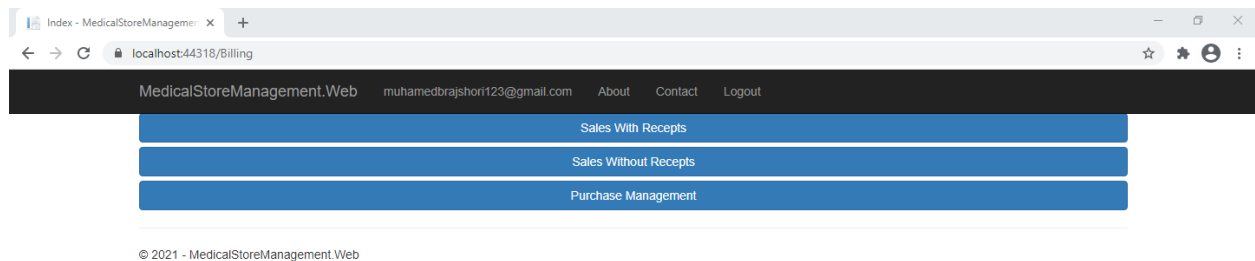 Index - MedicalStoreManagemen
localhost:44318/Billing
MedicalStoreManagement.Web muhamedbrajshori123@gmail.com About Contact Logout
Sales With Recepts
Sales Without Recepts
Purchase Management
© 2021 - MedicalStoreManagement.Web